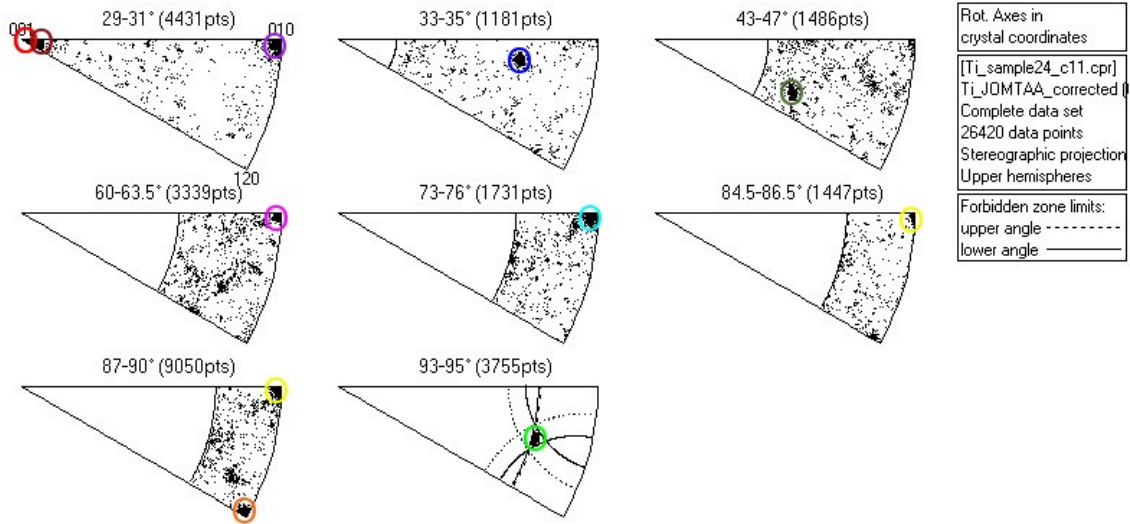 29-31° (4431pts)
001
010
120
33-35° (1181pts)
43-47° (1486pts)
60-63.5° (3339pts)
73-76° (1731pts)
84.5-86.5° (1447pts)
87-90° (9050pts)
93-95° (3755pts)
Rot. Axes in
crystal coordinates
[Ti_sample24_c11.cpr]
Ti_JOMTAA_corrected
Complete data set
26420 data points
Stereographic projection
Upper hemispheres
Forbidden zone limits:
upper angle
lower angle